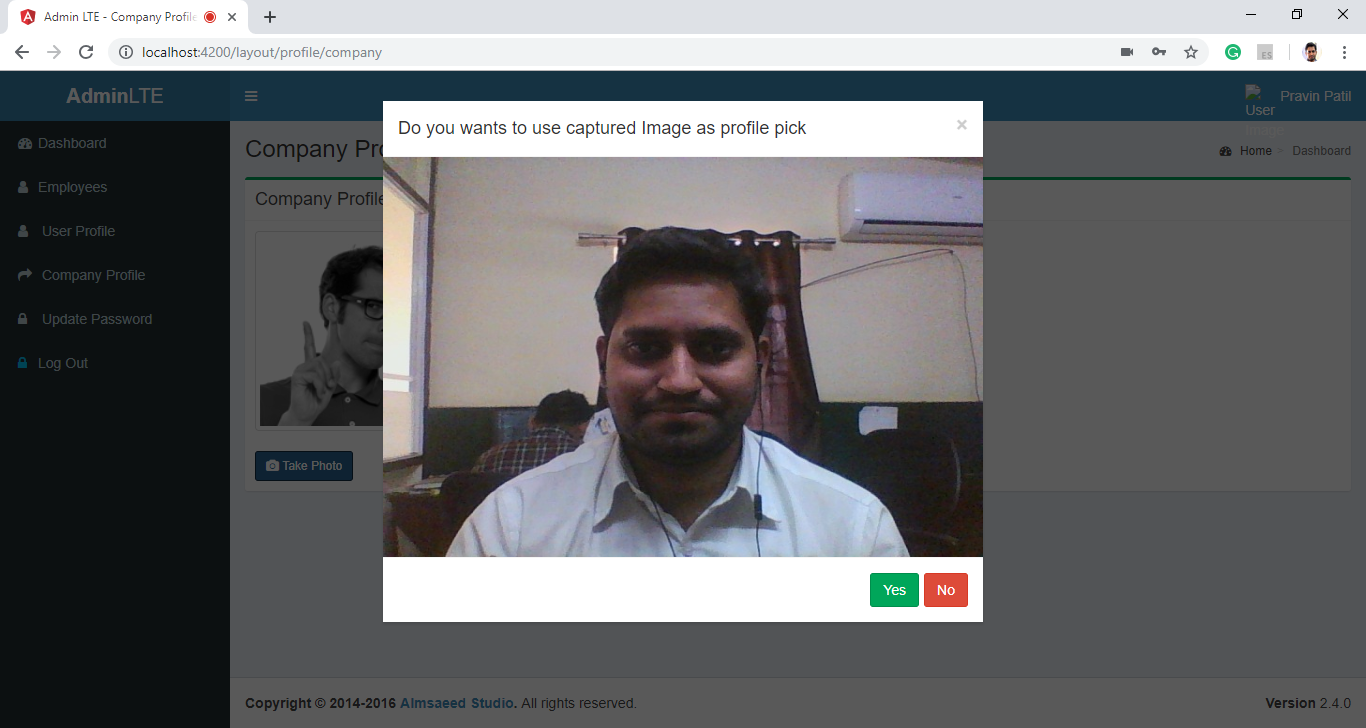 Admin LTE - Company Profile
localhost:4200/layout/profile/company
ES
AdminLTE
User
Image
Pravin Patil
Do you wants to use captured Image as profile pick
×
Dashboard
Employees
User Profile
Company Profile
Update Password
Log Out
Company Pro
Home > Dashboard
Company Profile
Take Photo
Yes
No
Copyright © 2014-2016 Almsaeed Studio. All rights reserved.
Version 2.4.0